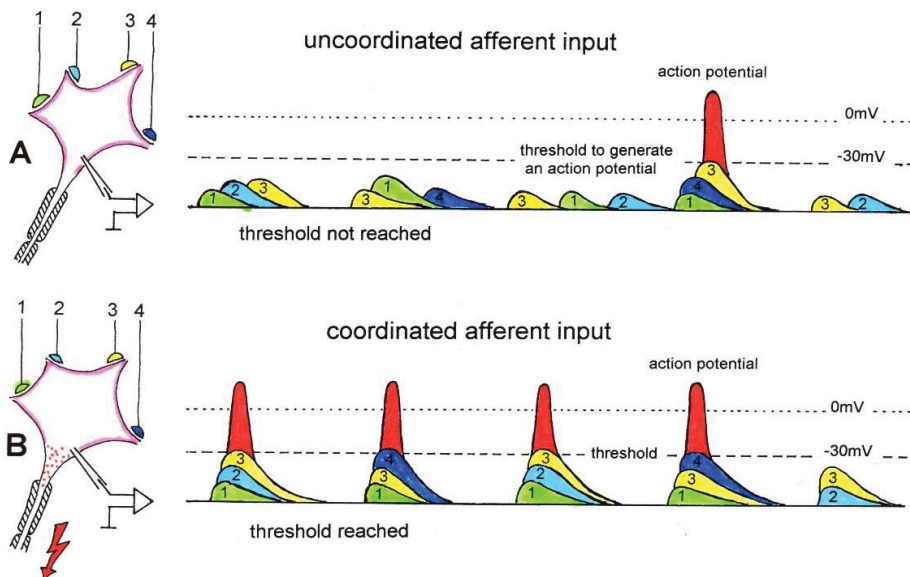 1 2 3 4
uncoordinated afferent input
action potential
0mV
threshold to generate
an action potential
-30mV
A
1 2 3
3 1 4
3 1 2
1 4 3
3 2
threshold not reached
1 2 3 4
coordinated afferent input
action potential
0mV
threshold
-30mV
B
1 2 3
1 3 4
1 2 3
1 3 4
2 3
threshold reached